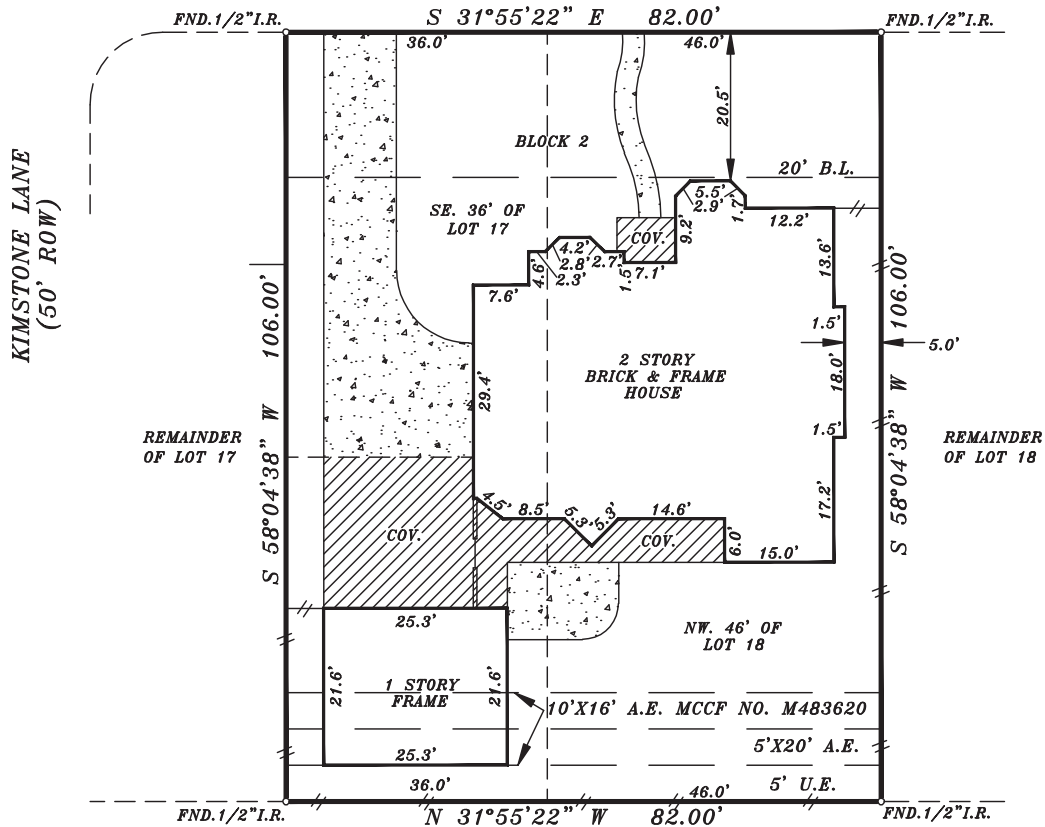 FND.1/2"I.R.
S 31°55'22" E 82.00'
FND.1/2"I.R.
36.0'
46.0'
20.5'
BLOCK 2
20' B.L.
KIMSTONE LANE
(50' ROW)
SE. 36' OF
LOT 17
5.5'
2.9'
1.7'
12.2'
COV.
9.2'
4.2'
2.8'
2.3'
2.7'
4.6'
1.5'
7.1'
7.6'
13.6'
S 58°04'38" W 106.00'
S 58°04'38" W 106.00'
1.5'
5.0'
2 STORY
BRICK & FRAME
HOUSE
18.0'
29.4'
1.5'
REMAINDER
OF LOT 17
REMAINDER
OF LOT 18
4.5'
8.5'
5.3'
5.3'
14.6'
17.2'
COV.
COV.
6.0'
15.0'
25.3'
NW. 46' OF
LOT 18
21.6'
1 STORY
FRAME
21.6'
10'X16' A.E. MCCF NO. M483620
5'X20' A.E.
25.3'
36.0'
46.0'
5' U.E.
FND.1/2"I.R.
N 31°55'22" W 82.00'
FND.1/2"I.R.